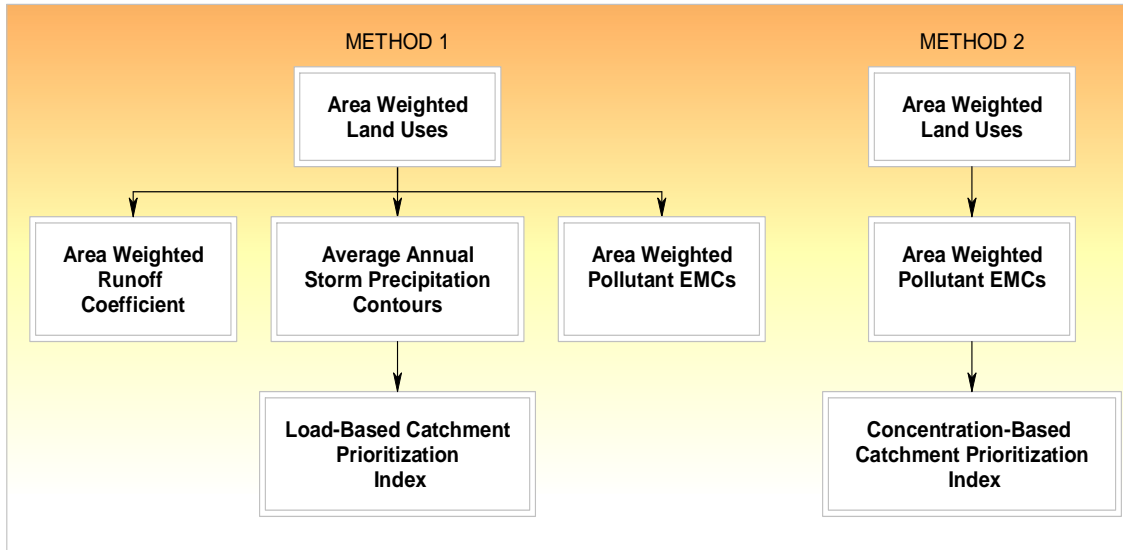 METHOD 1
Area Weighted
Land Uses
Area Weighted
Runoff
Coefficient
Average Annual
Storm Precipitation
Contours
Area Weighted
Pollutant EMCs
Load-Based Catchment
Prioritization
Index
METHOD 2
Area Weighted
Land Uses
Area Weighted
Pollutant EMCs
Concentration-Based
Catchment Prioritization
Index